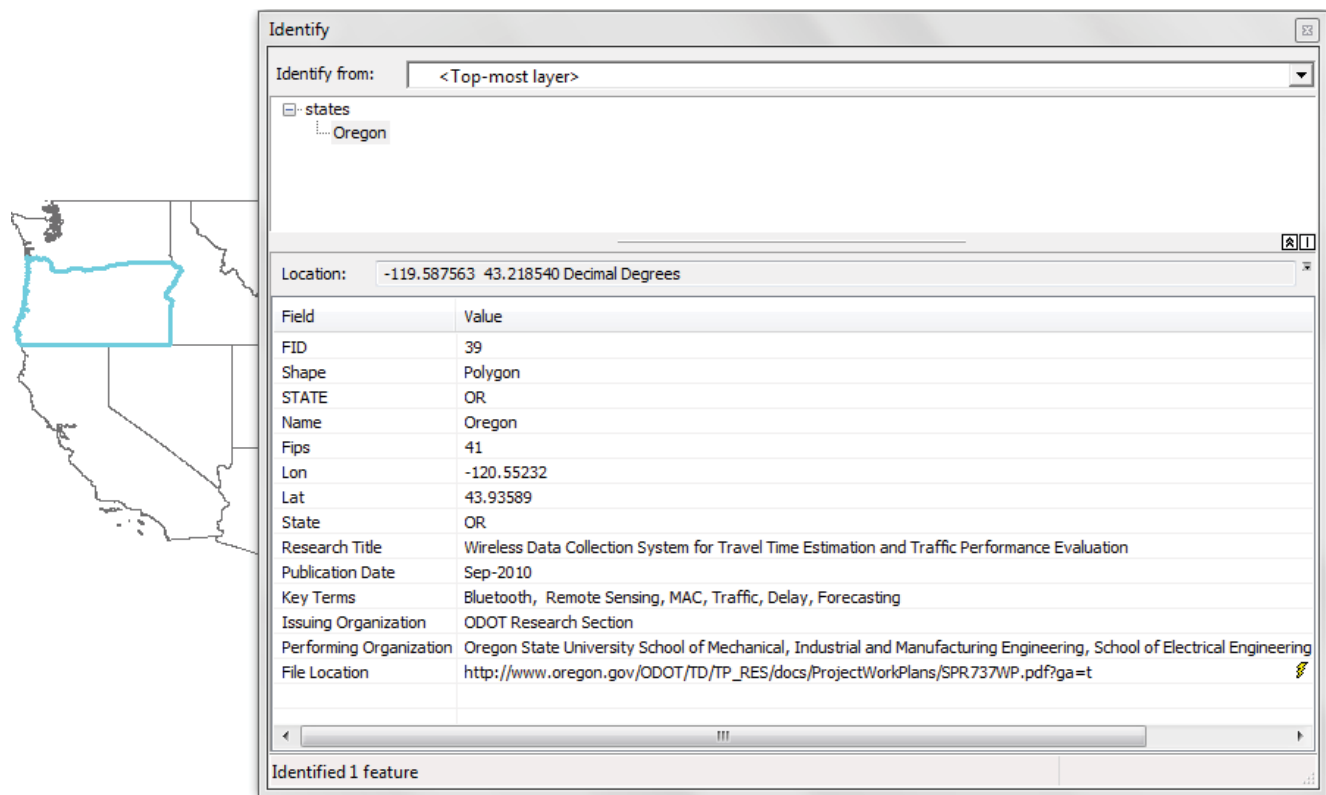 Identify
Identify from: <Top-most layer>
states
Oregon
Location: -119.587563 43.218540 Decimal Degrees
Field Value
FID 39
Shape Polygon
STATE OR
Name Oregon
Fips 41
Lon -120.55232
Lat 43.93589
State OR
Research Title Wireless Data Collection System for Travel Time Estimation and Traffic Performance Evaluation
Publication Date Sep-2010
Key Terms Bluetooth, Remote Sensing, MAC, Traffic, Delay, Forecasting
Issuing Organization ODOT Research Section
Performing Organization Oregon State University School of Mechanical, Industrial and Manufacturing Engineering, School of Electrical Engineering
File Location http://www.oregon.gov/ODOT/TD/TP_RES/docs/ProjectWorkPlans/SPR737WP.pdf?ga=t
Identified 1 feature